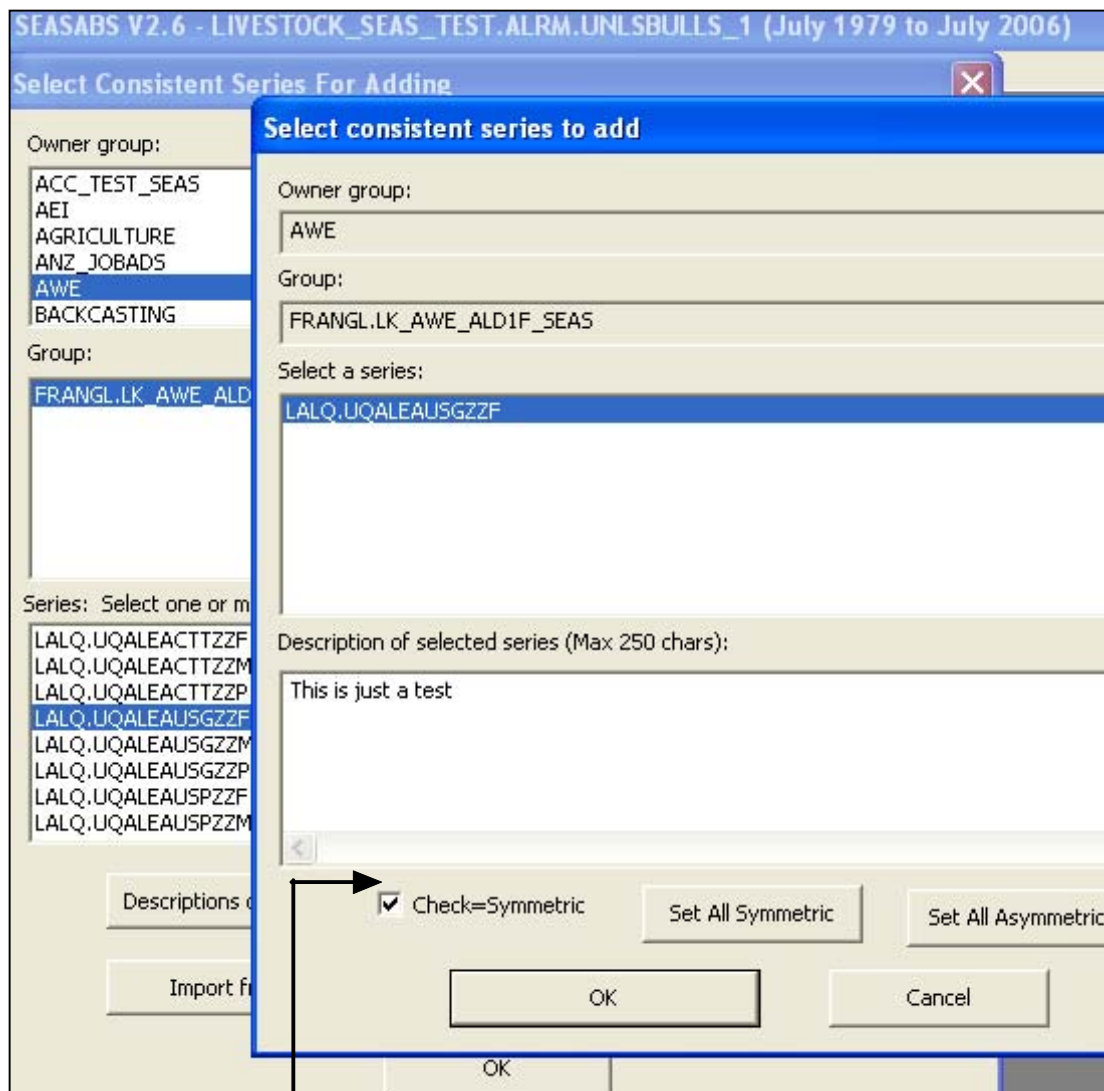 SEASABS V2.6 - LIVESTOCK_SEAS_TEST.ALRM.UNLSBULLS_1 (July 1979 to July 2006)
Select Consistent Series For Adding
Owner group:
ACC_TEST_SEAS
AEI
AGRICULTURE
ANZ_JOBADS
AWE
BACKCASTING
Group:
FRANGL.LK_AWE_ALD
Series: Select one or m
LALQ.UQALEACTTZZF
LALQ.UQALEACTTZZM
LALQ.UQALEACTTZZP
LALQ.UQALEAUSGZZF
LALQ.UQALEAUSGZZM
LALQ.UQALEAUSGZZP
LALQ.UQALEAUSPZZF
LALQ.UQALEAUSPZZM
Descriptions
Import
OK
Select consistent series to add
Owner group:
AWE
Group:
FRANGL.LK_AWE_ALD1F_SEAS
Select a series:
LALQ.UQALEAUSGZZF
Description of selected series (Max 250 chars):
This is just a test
Check=Symmetric
Set All Symmetric
Set All Asymmetric
OK
Cancel